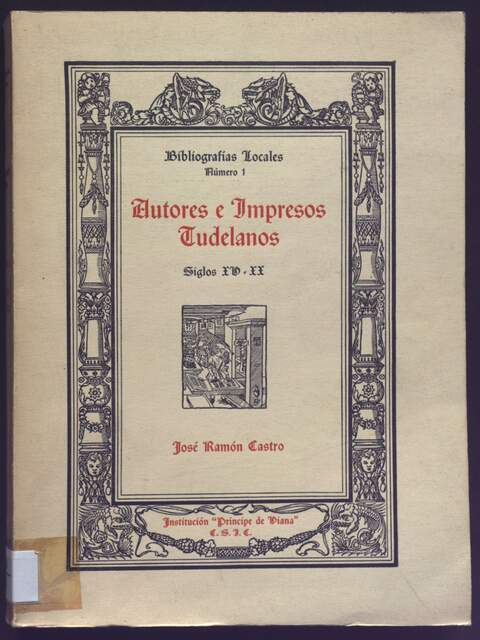 Bibliografías Locales
Número 1
Autores e Impresos
Tudelanos
Siglos XV - XX
José Ramón Castro
Institución "Príncipe de Viana"
C. S. I. C.